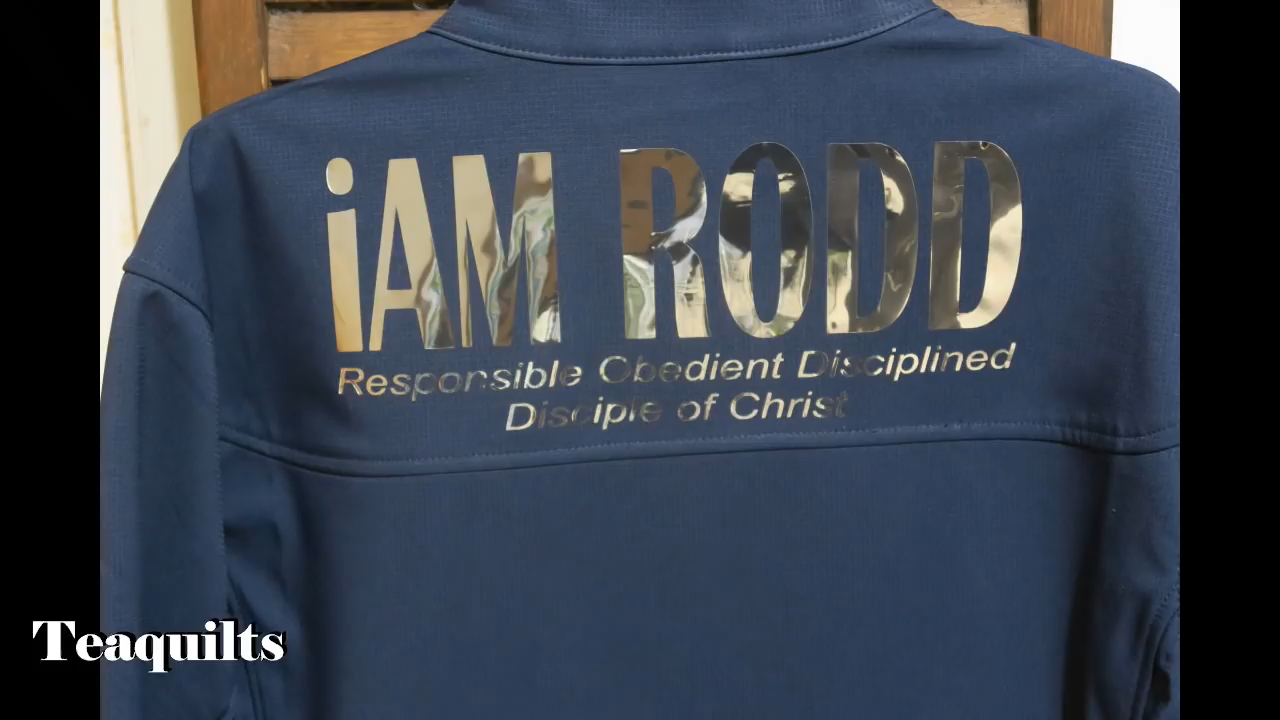 iAM RODD
Responsible Obedient Disciplined
Disciple of Christ
Teaquilts